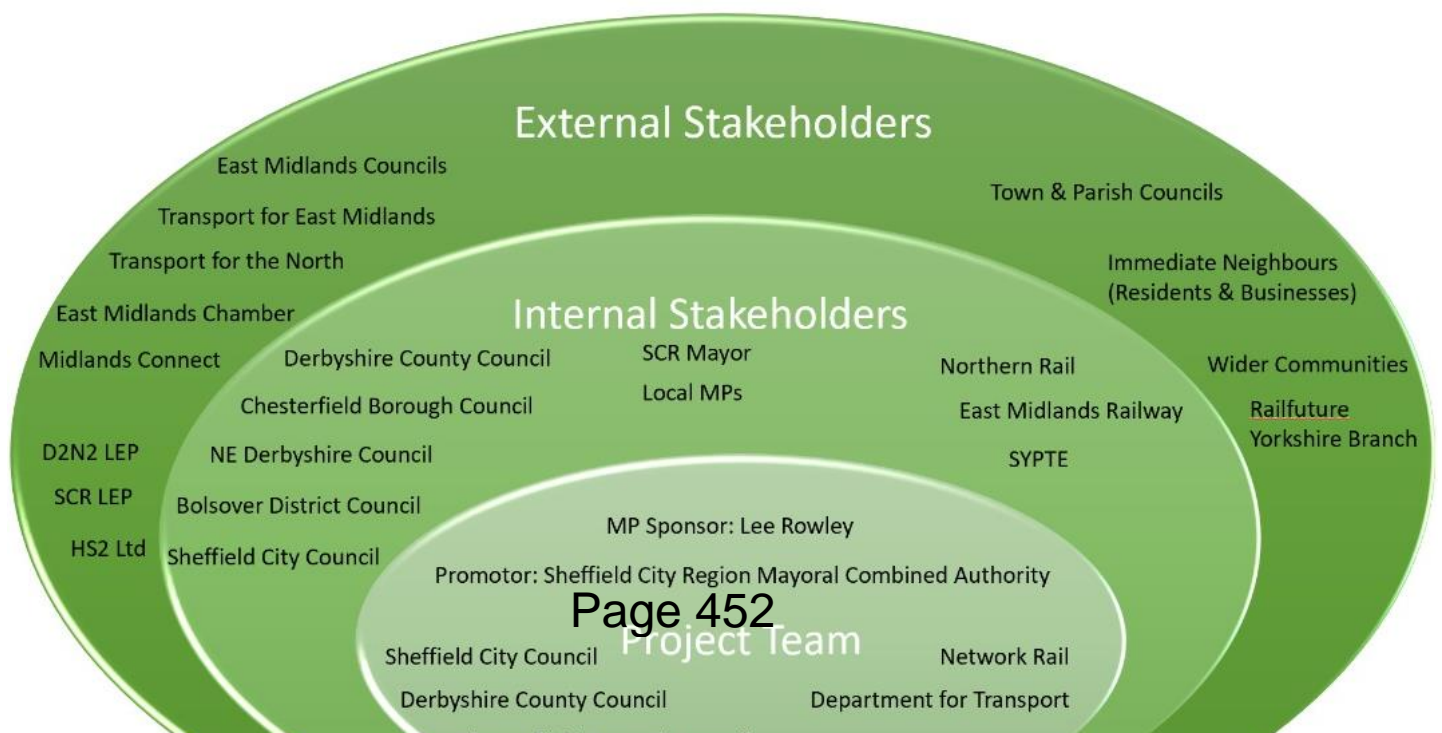 External Stakeholders
East Midlands Councils
Transport for East Midlands
Transport for the North
East Midlands Chamber
Midlands Connect
D2N2 LEP
SCR LEP
HS2 Ltd
Town & Parish Councils
Immediate Neighbours
(Residents & Businesses)
Wider Communities
Railfuture
Yorkshire Branch
Internal Stakeholders
Derbyshire County Council
Chesterfield Borough Council
NE Derbyshire Council
Bolsover District Council
Sheffield City Council
SCR Mayor
Local MPs
Northern Rail
East Midlands Railway
SYPTE
MP Sponsor: Lee Rowley
Promotor: Sheffield City Region Mayoral Combined Authority
Page 452
Project Team
Sheffield City Council
Derbyshire County Council
Network Rail
Department for Transport